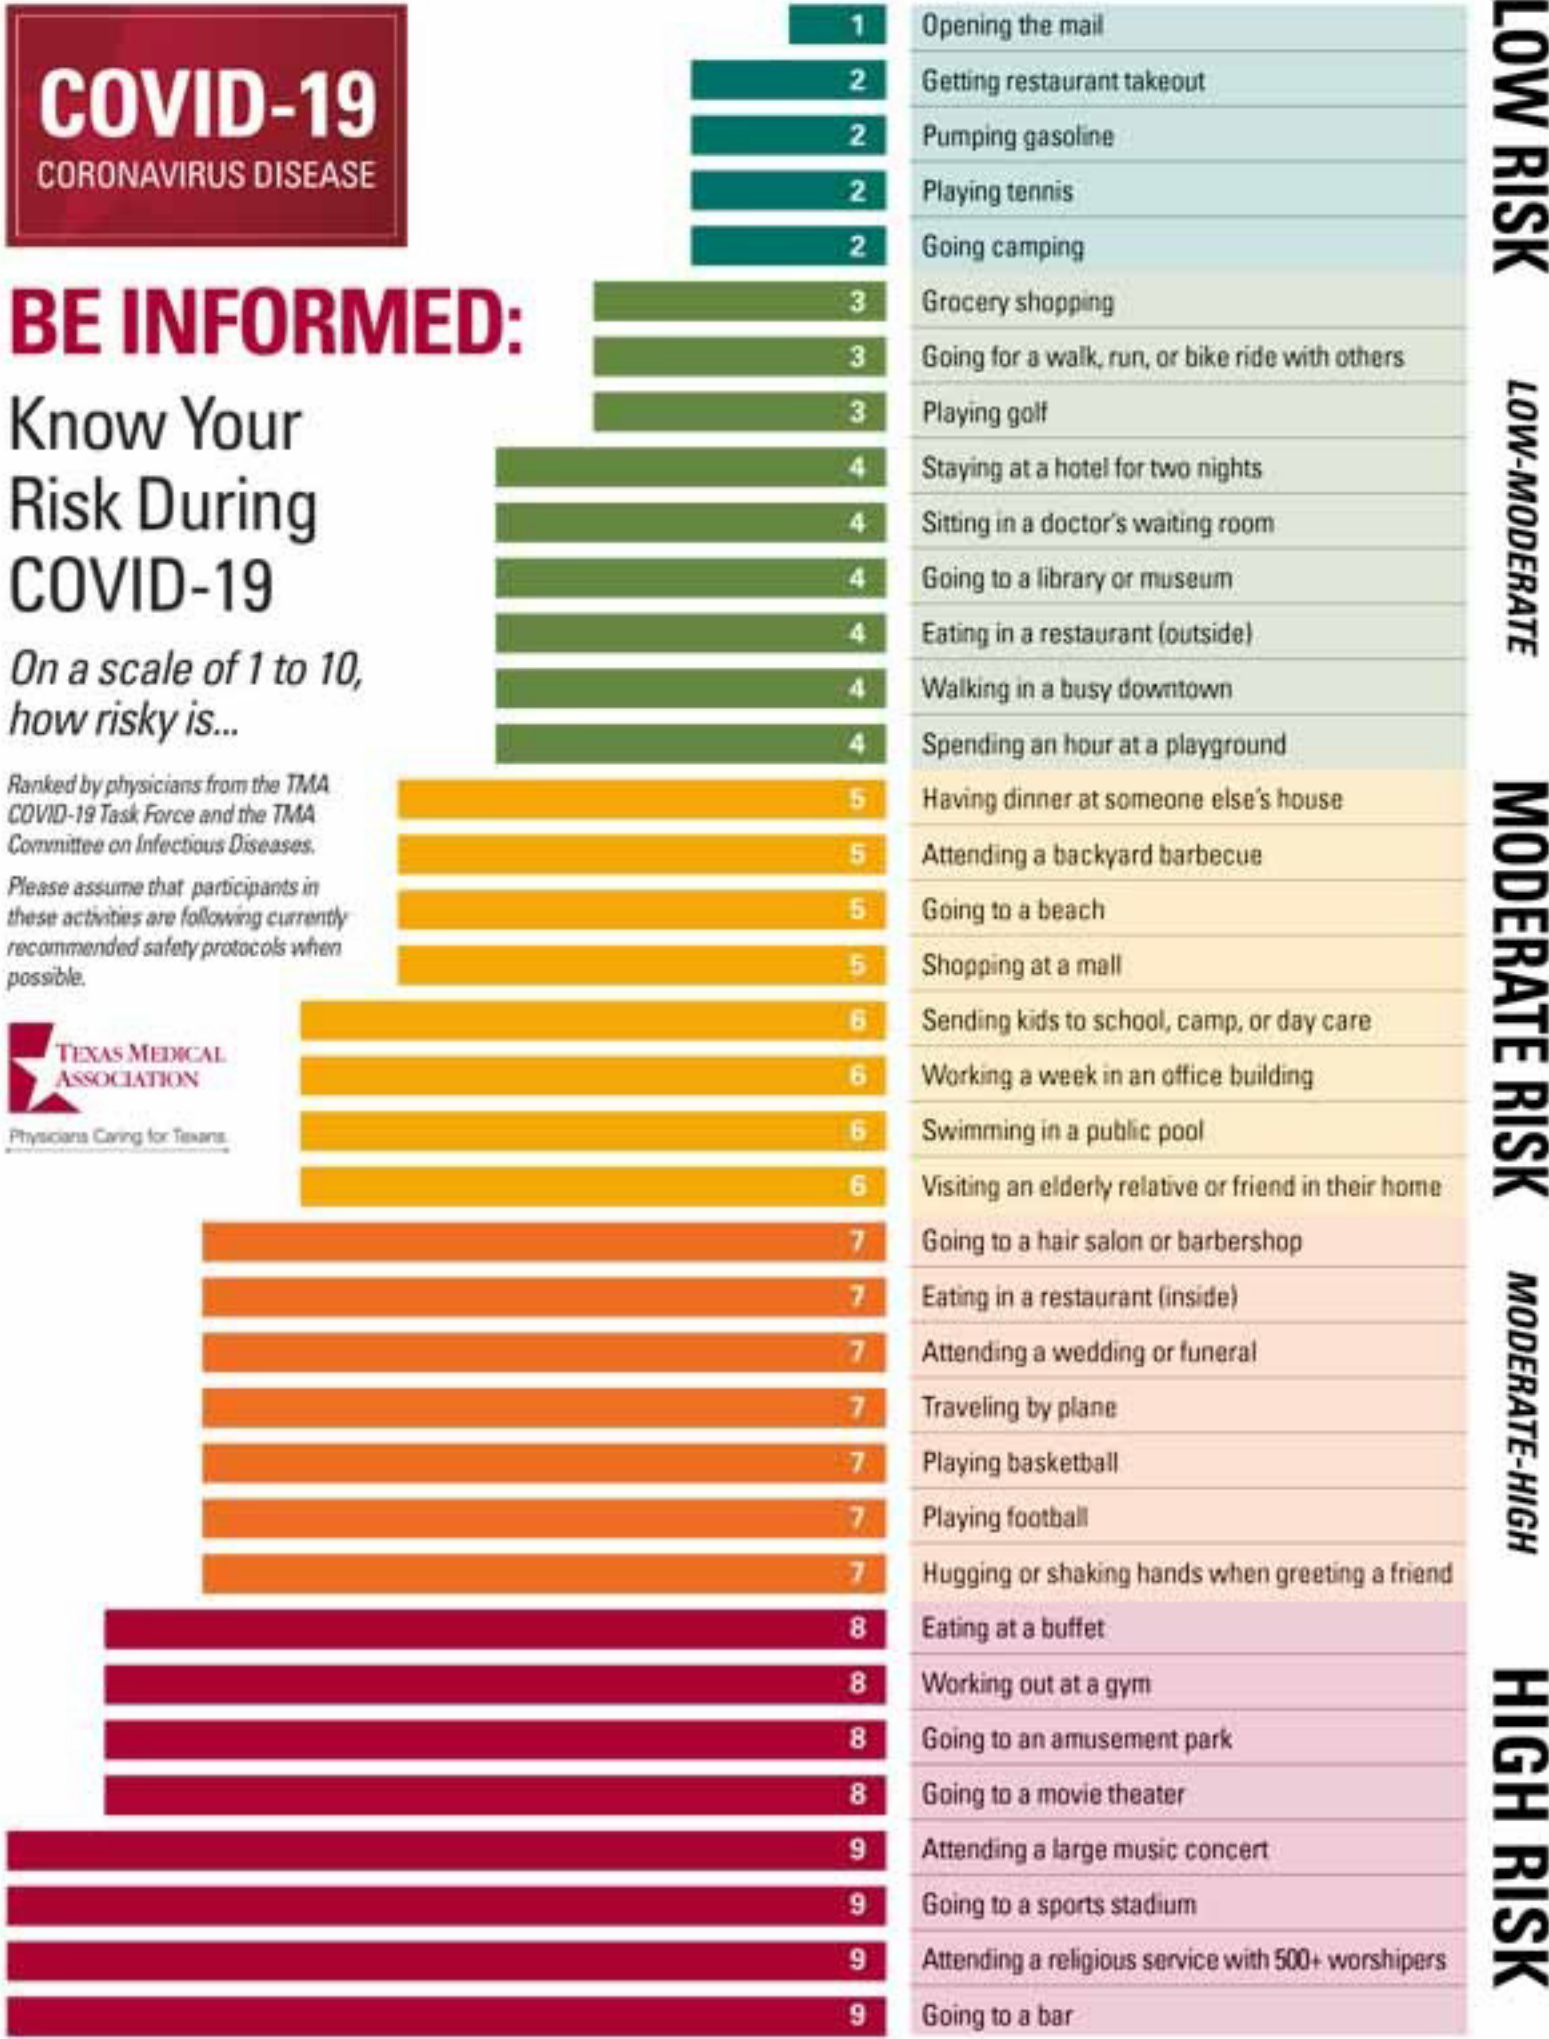 COVID-19
CORONAVIRUS DISEASE
BE INFORMED:
Know Your
Risk During
COVID-19
On a scale of 1 to 10,
how risky is...
Ranked by physicians from the TMA
COVID-19 Task Force and the TMA
Committee on Infectious Diseases.
Please assume that participants in
these activities are following currently
recommended safety protocols when
possible.
TEXAS MEDICAL
ASSOCIATION
Physicians Caring for Texans
LOW RISK
1 Opening the mail
2 Getting restaurant takeout
2 Pumping gasoline
2 Playing tennis
2 Going camping
LOW-MODERATE
3 Grocery shopping
3 Going for a walk, run, or bike ride with others
3 Playing golf
4 Staying at a hotel for two nights
4 Sitting in a doctor's waiting room
4 Going to a library or museum
4 Eating in a restaurant (outside)
4 Walking in a busy downtown
4 Spending an hour at a playground
MODERATE RISK
5 Having dinner at someone else's house
5 Attending a backyard barbecue
5 Going to a beach
5 Shopping at a mall
6 Sending kids to school, camp, or day care
6 Working a week in an office building
6 Swimming in a public pool
6 Visiting an elderly relative or friend in their home
MODERATE-HIGH
7 Going to a hair salon or barbershop
7 Eating in a restaurant (inside)
7 Attending a wedding or funeral
7 Traveling by plane
7 Playing basketball
7 Playing football
7 Hugging or shaking hands when greeting a friend
HIGH RISK
8 Eating at a buffet
8 Working out at a gym
8 Going to an amusement park
8 Going to a movie theater
9 Attending a large music concert
9 Going to a sports stadium
9 Attending a religious service with 500+ worshipers
9 Going to a bar